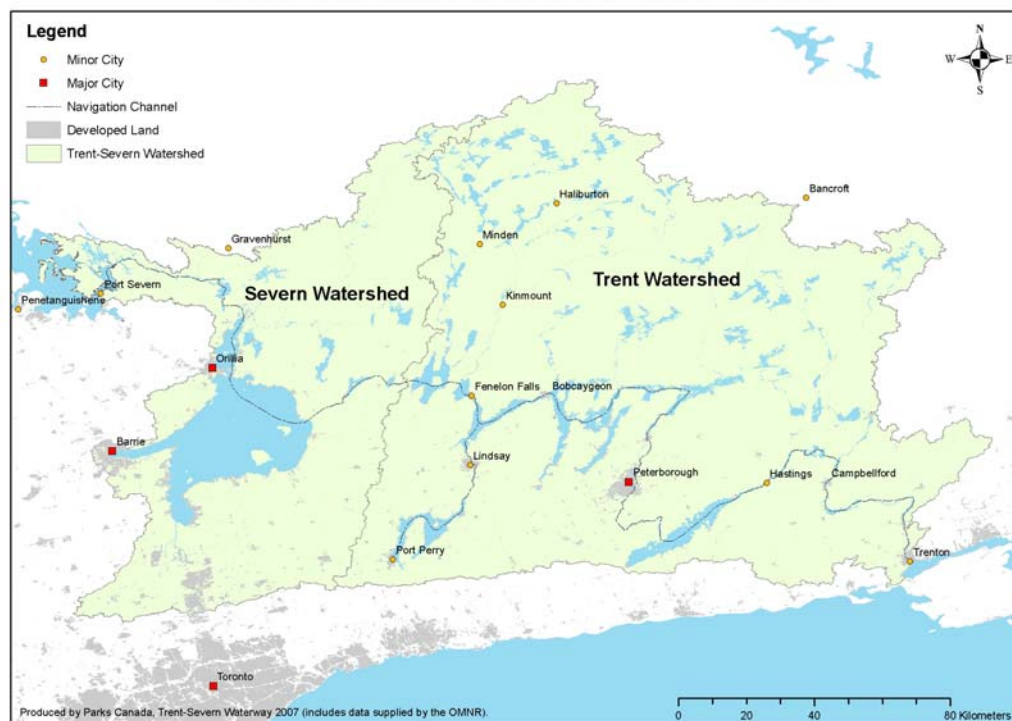 Legend
Minor City
Major City
Navigation Channel
Developed Land
Trent-Severn Watershed
N
W E
S
Bancroft
Haliburton
Minden
Gravenhurst
Trent Watershed
Severn Watershed
Port Severn
Penetanguishene
Kinmount
Orillia
Fenelon Falls
Bobcaygeon
Barrie
Lindsay
Peterborough
Hastings
Campbellford
Port Perry
Trenton
Toronto
Produced by Parks Canada, Trent-Severn Waterway 2007 (includes data supplied by the OMNR).
0 20 40 80 Kilometers